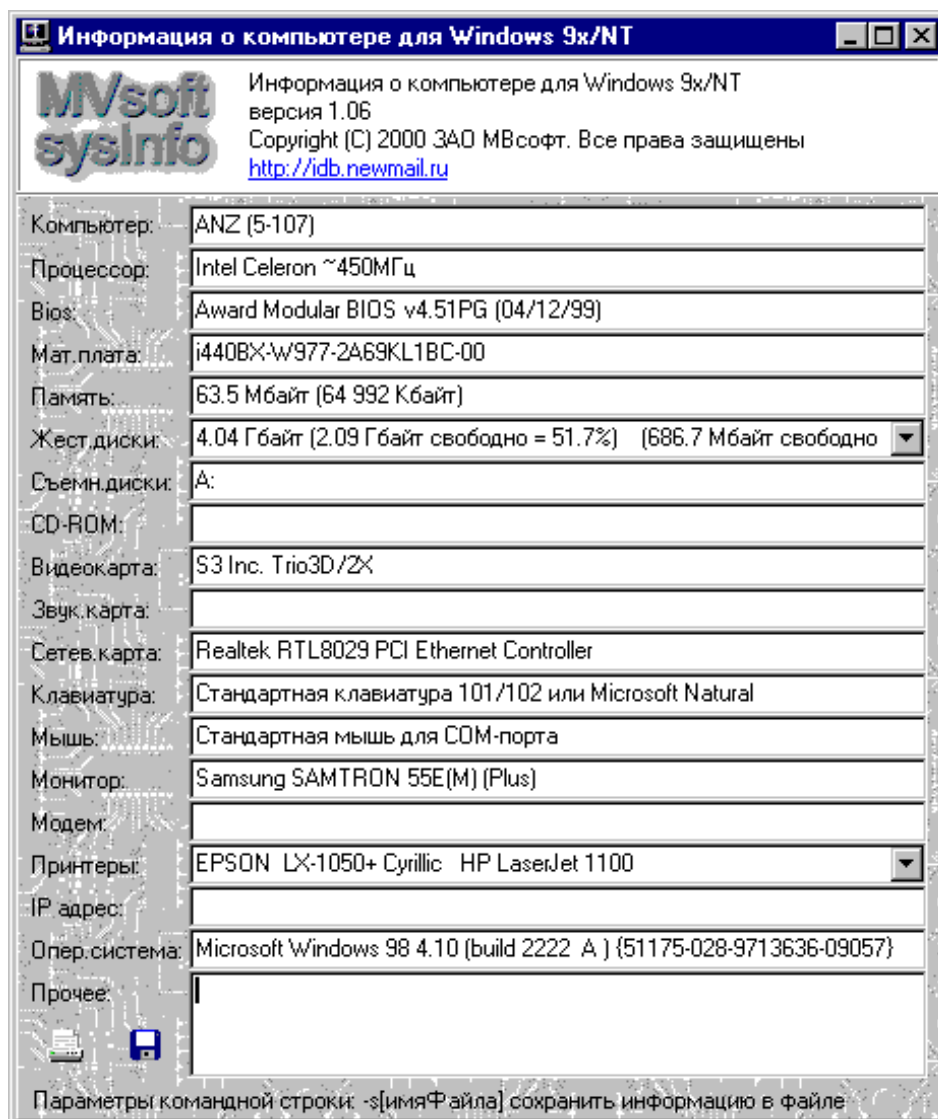 Информация о компьютере для Windows 9x/NT
MVsoft
sysInfo
Информация о компьютере для Windows 9x/NT
версия 1.06
Copyright (C) 2000 ЗАО МВсофт. Все права защищены
http://idb.newmail.ru
Компьютер: ANZ (5-107)
Процессор: Intel Celeron ~450МГц
Bios: Award Modular BIOS v4.51PG (04/12/99)
Мат.плата: i440BX-W977-2A69KL1BC-00
Память: 63.5 Мбайт (64 992 Кбайт)
Жест.диски: 4.04 Гбайт (2.09 Гбайт свободно = 51.7%) (686.7 Мбайт свободно
Съемн.диски: A:
CD-ROM:
Видеокарта: S3 Inc. Trio3D/2X
Звук.карта:
Сетев.карта: Realtek RTL8029 PCI Ethernet Controller
Клавиатура: Стандартная клавиатура 101/102 или Microsoft Natural
Мышь: Стандартная мышь для COM-порта
Монитор: Samsung SAMTRON 55E(M) (Plus)
Модем:
Принтеры: EPSON LX-1050+ Cyrillic HP LaserJet 1100
IP адрес:
Опер.система: Microsoft Windows 98 4.10 (build 2222 A ) {51175-028-9713636-09057}
Прочее:
Параметры командной строки: -s[имяФайла] сохранить информацию в файле